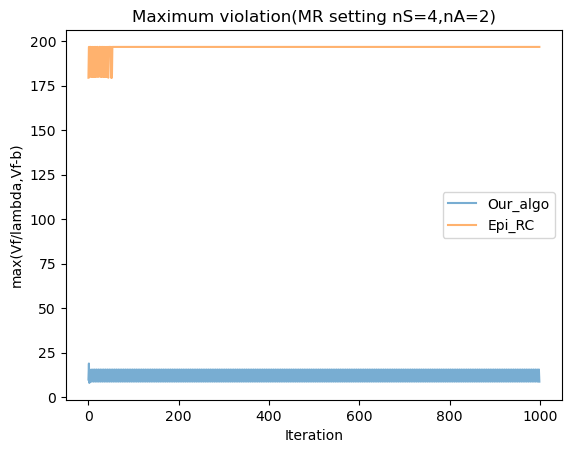 Maximum violation(MR setting nS=4,nA=2)
max(Vf/lambda,Vf-b)
200
175
150
125
100
75
50
25
0
Our_algo
Epi_RC
0 200 400 600 800 1000
Iteration